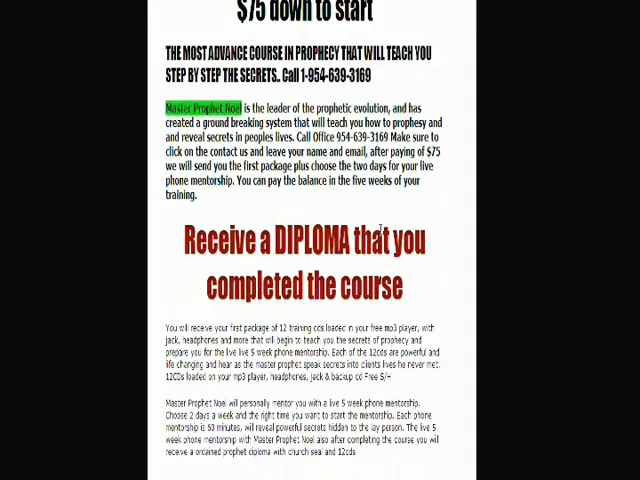 $75 down to start
THE MOST ADVANCE COURSE IN PROPHECY THAT WILL TEACH YOU
STEP BY STEP THE SECRETS.. Call 1-954-639-3169
Master Prophet Noel is the leader of the prophetic evolution, and has
created a ground breaking system that will teach you how to prophesy and
and reveal secrets in peoples lives. Call Office 954-639-3169 Make sure to
click on the contact us and leave your name and email, after paying of $75
we will send you the first package plus choose the two days for your live
phone mentorship. You can pay the balance in the five weeks of your
training.
Receive a DIPLOMA that you
completed the course
You will receive your first package of 12 training cds loaded in your free mp3 player, with
jack, headphones and more that will begin to teach you the secrets of prophecy and
prepare you for the live live 5 week phone mentorship. Each of the 12cds are powerful and
life changing and hear as the master prophet speak secrets into clients lives he never met.
12CDs loaded on your mp3 player, headphones, jack & backup cd Free S/H
Master Prophet Noel will personally mentor you with a live 5 week phone mentorship.
Choose 2 days a week and the right time you want to start the mentorship. Each phone
mentorship is 60 minutes, will reveal powerful secrets hidden to the lay person. The live 5
week phone mentorship with Master Prophet Noel also after completing the course you will
receive a ordained prophet diploma with church seal and 12cds